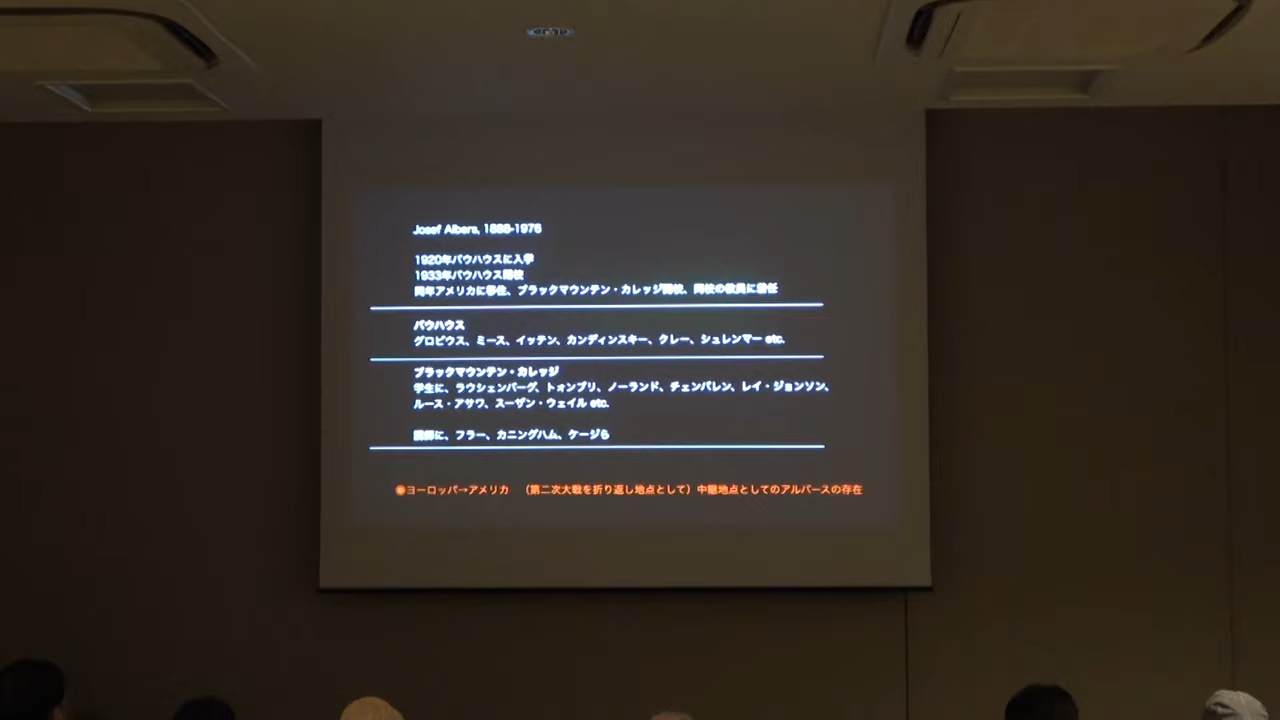 Josef Albers, 1888-1976
1920年バウハウスに入学
1933年バウハウス閉校
同年アメリカに移住、ブラックマウンテン・カレッジ開校、同校の教員に着任
バウハウス
グロピウス、ミース、イッテン、カンディンスキー、クレー、シュレンマー etc.
ブラックマウンテン・カレッジ
学生に、ラウシェンバーグ、トォンブリ、ノーランド、チェンバレン、レイ・ジョンソン、
ルース・アサワ、スーザン・ウェイル etc.
講師に、フラー、カニングハム、ケージら
◉ヨーロッパ→アメリカ （第二次大戦を折り返し地点として）中継地点としてのアルバースの存在